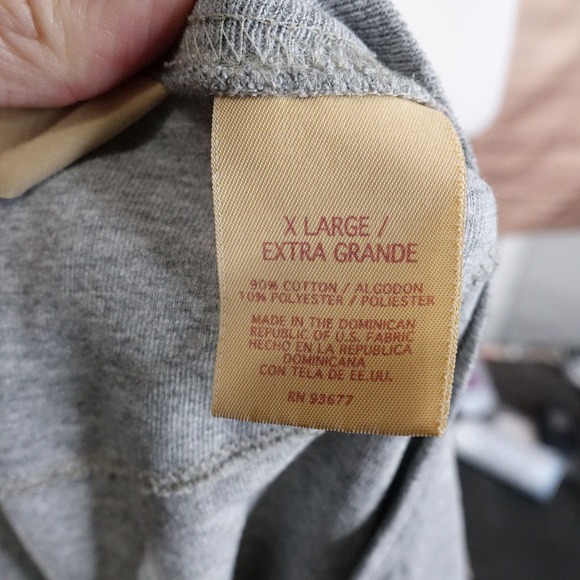 X LARGE /
EXTRA GRANDE
90% COTTON / ALGODON
10% POLYESTER / POLIESTER
MADE IN THE DOMINICAN
REPUBLIC OF U.S. FABRIC
HECHO EN LA REPUBLICA
DOMINICANA
CON TELA DE EE.UU.
RN 93677